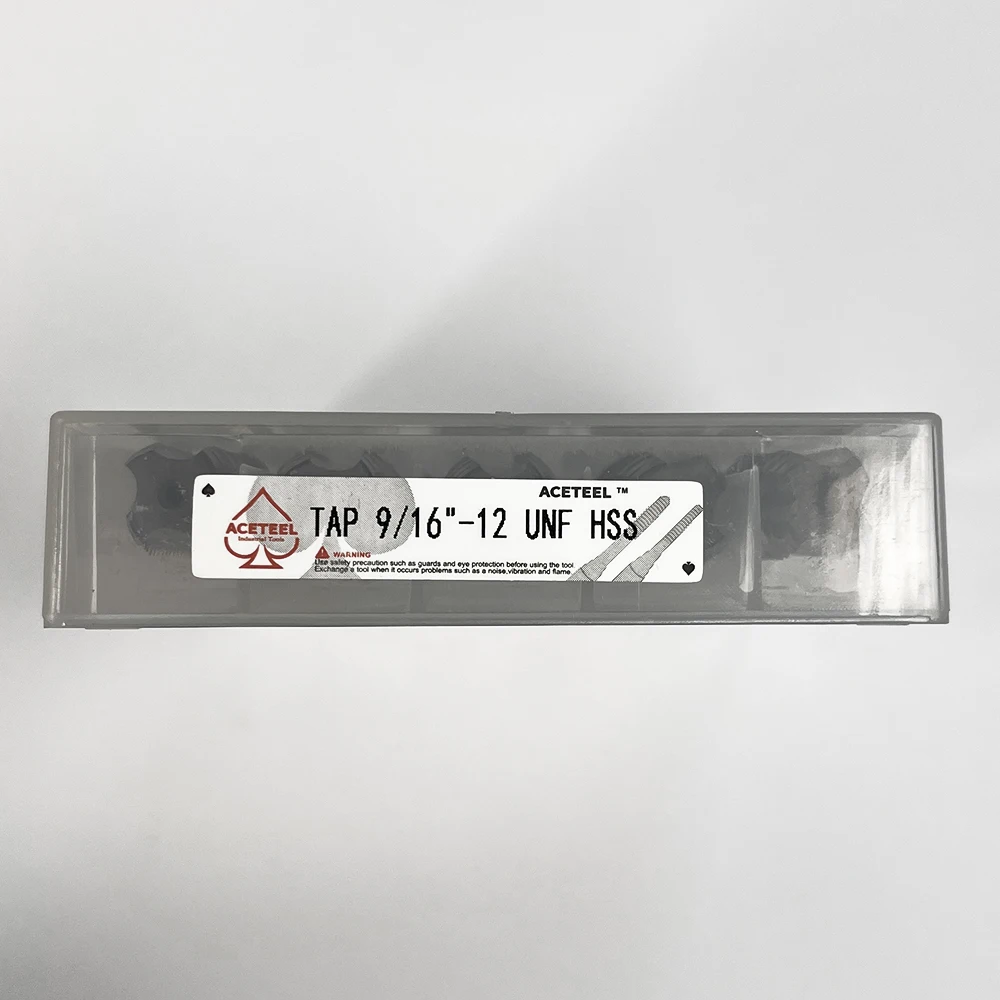 ACETEEL ™
ACETEEL
Industrial Tools
TAP 9/16"-12 UNF HSS
WARNING
Use safety precaution such as guards and eye protection before using the tool.
Exchange a tool when it occurs problems such as a noise,vibration and flame.